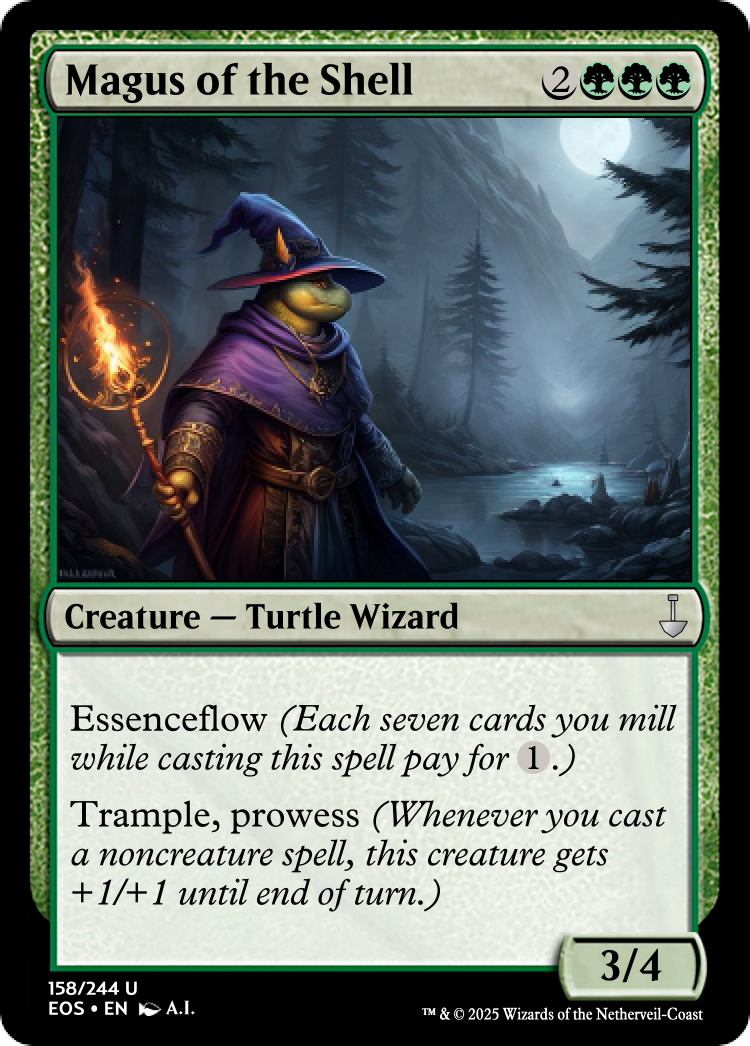 Magus of the Shell
2
Creature — Turtle Wizard
Essenceflow (Each seven cards you mill
while casting this spell pay for 1.)
Trample, prowess (Whenever you cast
a noncreature spell, this creature gets
+1/+1 until end of turn.)
3/4
158/244 U
EOS • EN A.I.
™ & © 2025 Wizards of the Netherveil-Coast